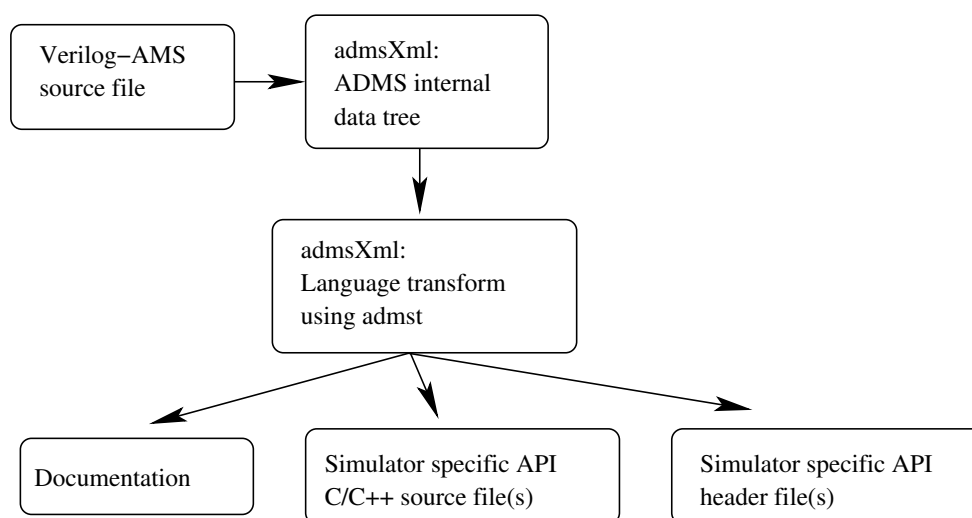 Verilog−AMS
source file
admsXml:
ADMS internal
data tree
admsXml:
Language transform
using admst
Documentation
Simulator specific API
C/C++ source file(s)
Simulator specific API
header file(s)